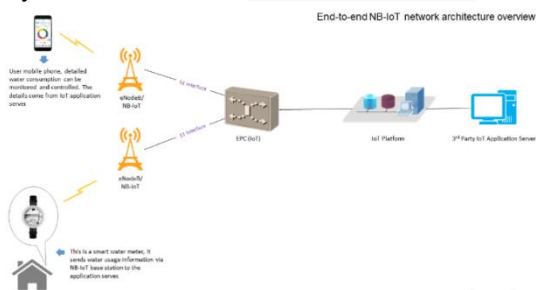 End-to-end NB-IoT network architecture overview
User mobile phone, detailed
water consumption can be
monitored and controlled. The
details come from IoT application
server.
eNodeB/
NB-IoT
S1 interface
S1 interface
EPC (IoT)
IoT Platform
3rd Party IoT Application Server
eNodeB/
NB-IoT
This is a smart water meter, it
sends water usage information via
NB-IoT base station to the
application server.